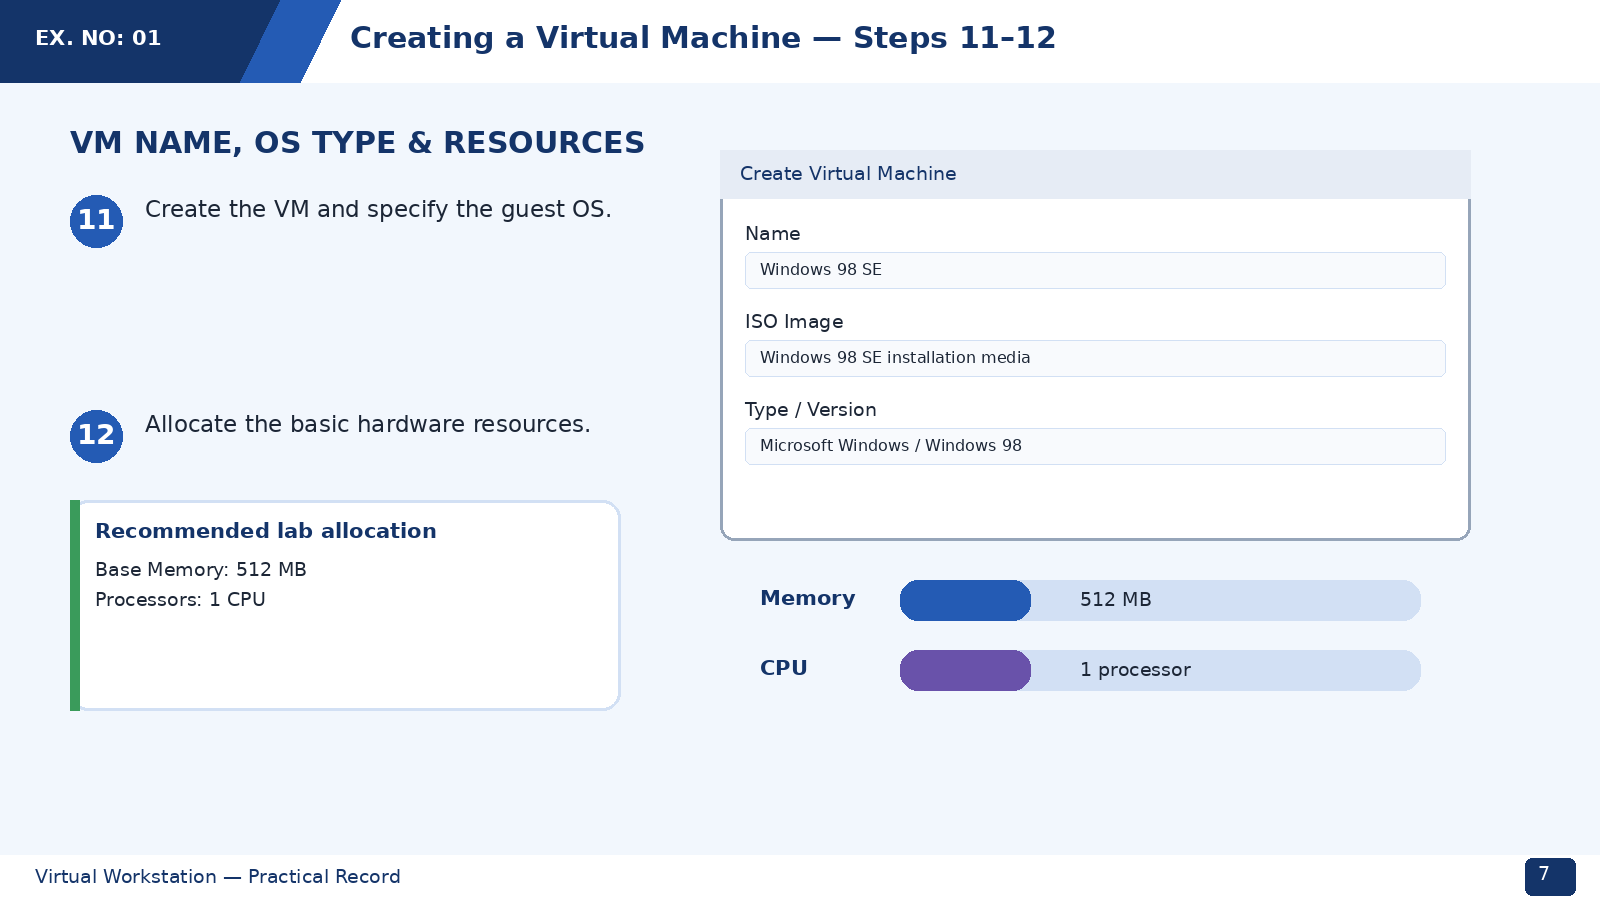 EX. NO: 01
Creating a Virtual Machine — Steps 11–12
VM NAME, OS TYPE & RESOURCES
11
Create the VM and specify the guest OS.
12
Allocate the basic hardware resources.
Recommended lab allocation
Base Memory: 512 MB
Processors: 1 CPU
Create Virtual Machine
Name
Windows 98 SE
ISO Image
Windows 98 SE installation media
Type / Version
Microsoft Windows / Windows 98
Memory
512 MB
CPU
1 processor
Virtual Workstation — Practical Record
7